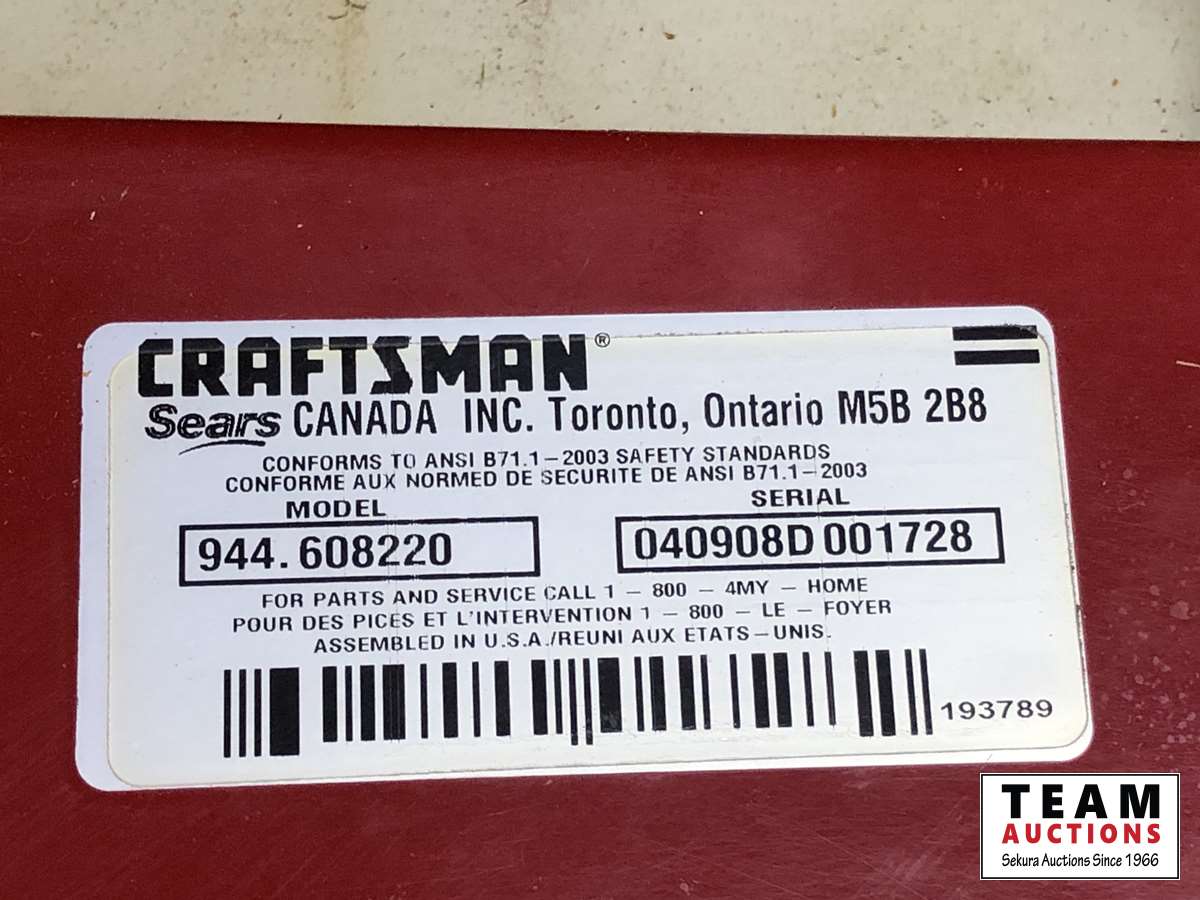 CRAFTSMAN®
Sears CANADA INC. Toronto, Ontario M5B 2B8
CONFORMS TO ANSI B71.1-2003 SAFETY STANDARDS
CONFORME AUX NORMED DE SECURITE DE ANSI B71.1-2003
MODEL SERIAL
944.608220 040908D 001728
FOR PARTS AND SERVICE CALL 1 - 800 - 4MY - HOME
POUR DES PICES ET L'INTERVENTION 1 - 800 - LE - FOYER
ASSEMBLED IN U.S.A./REUNI AUX ETATS-UNIS.
193789
TEAM
AUCTIONS
Sekura Auctions Since 1966